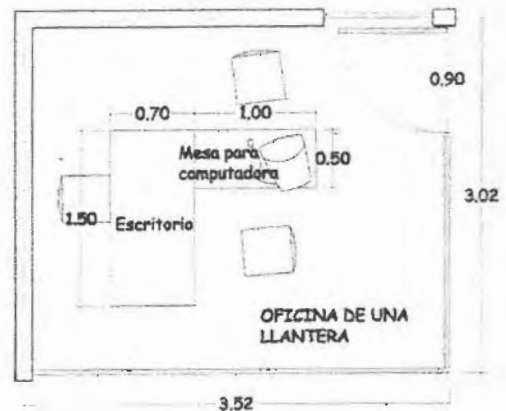 0.90
0.70
1.00
Mesa para
computadora
0.50
3.02
1.50
Escritorio
OFICINA DE UNA
LLANTERA
3.52